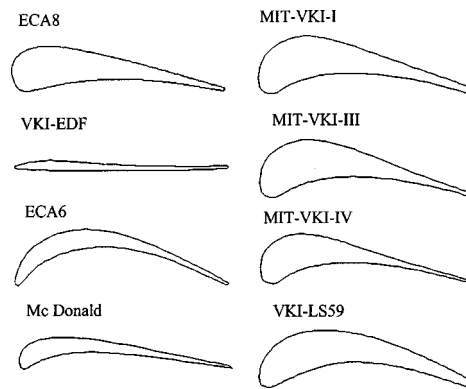 ECA8
VKI-EDF
ECA6
Mc Donald
MIT-VKI-I
MIT-VKI-III
MIT-VKI-IV
VKI-LS59